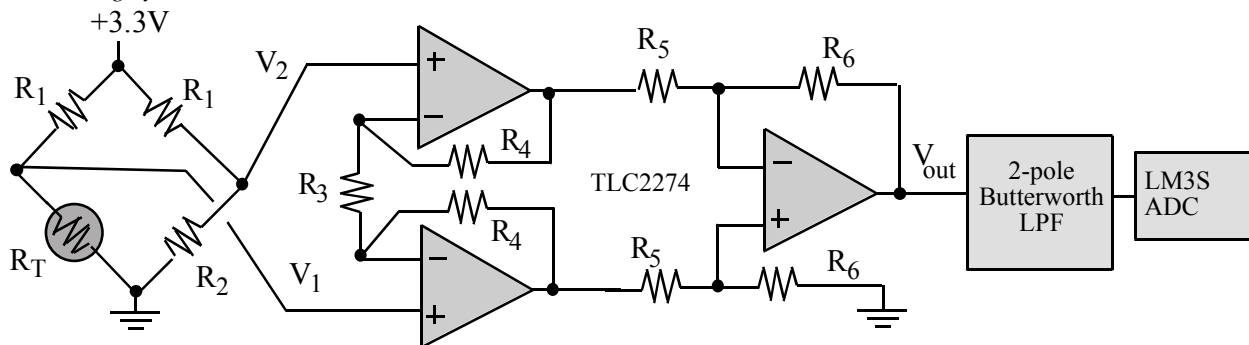 +3.3V
R1
R1
V2
R5
R6
R4
R3
TLC2274
Vout
2-pole
Butterworth
LPF
LM3S
ADC
R4
RT
R2
V1
R5
R6
+
−
−
+
−
+